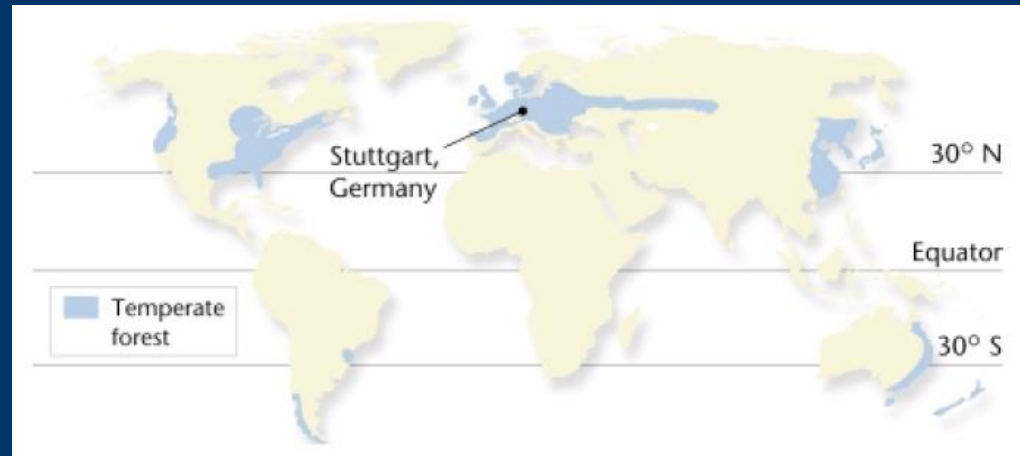 Stuttgart,
Germany
30° N
Equator
Temperate
forest
30° S